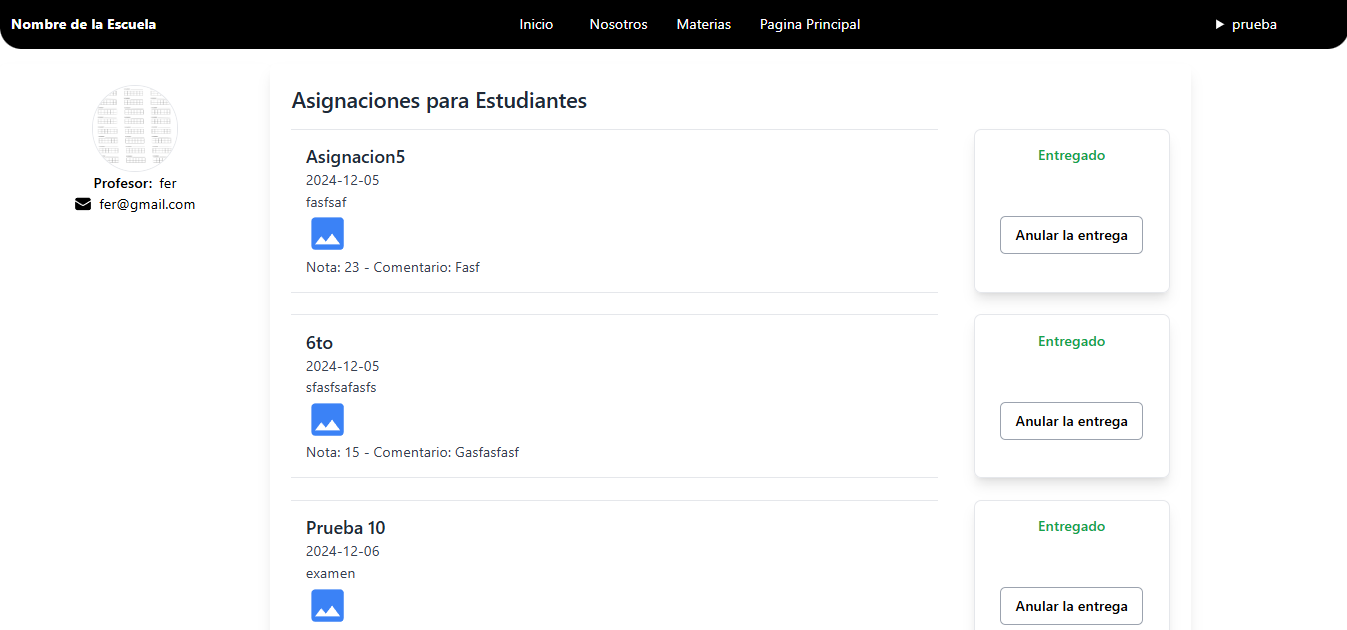 Nombre de la Escuela
Inicio
Nosotros
Materias
Pagina Principal
prueba
Profesor: fer
fer@gmail.com
Asignaciones para Estudiantes
Asignacion5
2024-12-05
fasfsaf
Nota: 23 - Comentario: Fasf
Entregado
Anular la entrega
6to
2024-12-05
sfasfsafasfs
Nota: 15 - Comentario: Gasfasfasf
Entregado
Anular la entrega
Prueba 10
2024-12-06
examen
Entregado
Anular la entrega